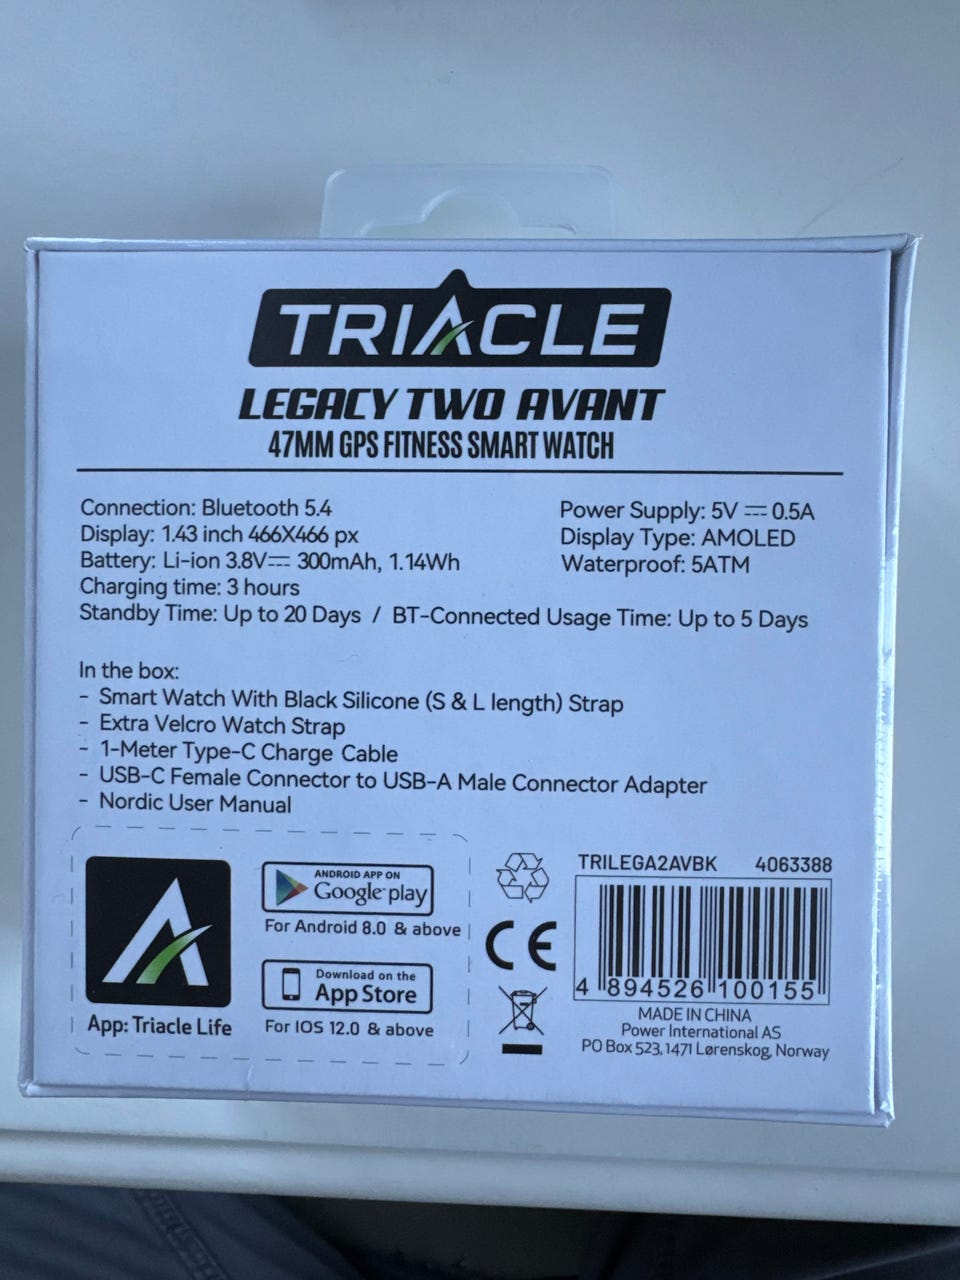 TRIACLE
LEGACY TWO AVANT
47MM GPS FITNESS SMART WATCH
Connection: Bluetooth 5.4
Display: 1.43 inch 466X466 px
Battery: Li-ion 3.8V⎓ 300mAh, 1.14Wh
Charging time: 3 hours
Standby Time: Up to 20 Days / BT-Connected Usage Time: Up to 5 Days
Power Supply: 5V ⎓ 0.5A
Display Type: AMOLED
Waterproof: 5ATM
In the box:
- Smart Watch With Black Silicone (S & L length) Strap
- Extra Velcro Watch Strap
- 1-Meter Type-C Charge Cable
- USB-C Female Connector to USB-A Male Connector Adapter
- Nordic User Manual
App: Triacle Life
ANDROID APP ON
Google play
For Android 8.0 & above
Download on the
App Store
For IOS 12.0 & above
CE
TRILEGA2AVBK 4063388
4 894526 100155
MADE IN CHINA
Power International AS
PO Box 523, 1471 Lørenskog, Norway